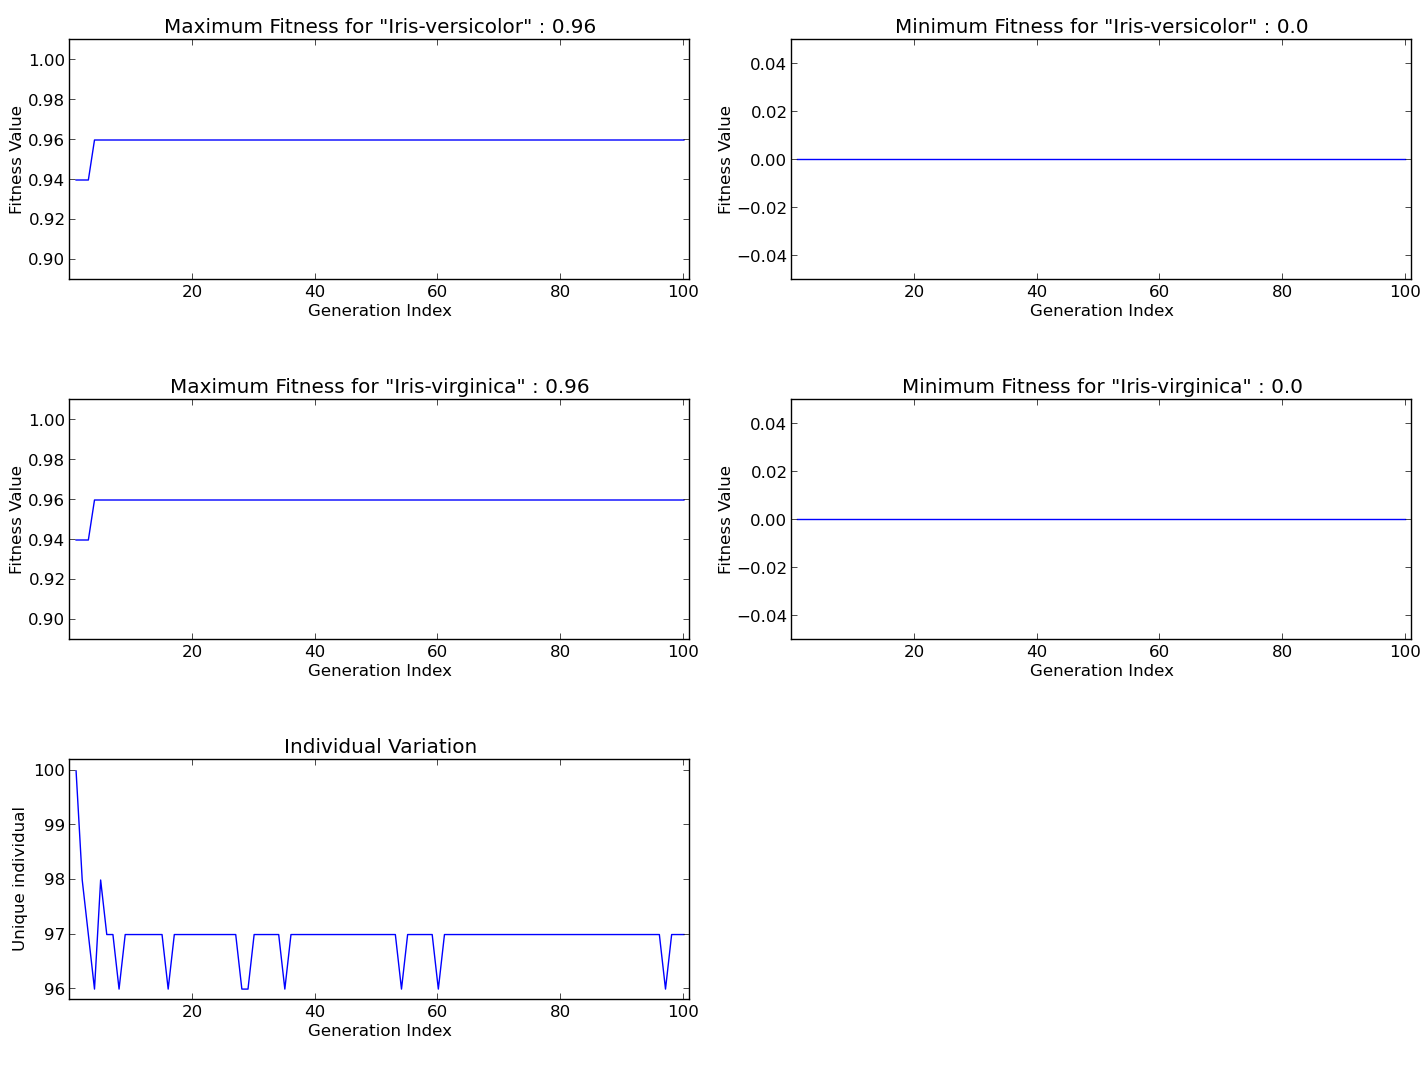 Maximum Fitness for "Iris-versicolor" : 0.96
1.00
0.98
0.96
0.94
0.92
0.90
Fitness Value
20 40 60 80 100
Generation Index
Minimum Fitness for "Iris-versicolor" : 0.0
0.04
0.02
0.00
−0.02
−0.04
Fitness Value
20 40 60 80 100
Generation Index
Maximum Fitness for "Iris-virginica" : 0.96
1.00
0.98
0.96
0.94
0.92
0.90
Fitness Value
20 40 60 80 100
Generation Index
Minimum Fitness for "Iris-virginica" : 0.0
0.04
0.02
0.00
−0.02
−0.04
Fitness Value
20 40 60 80 100
Generation Index
Individual Variation
100
99
98
97
96
Unique individual
20 40 60 80 100
Generation Index